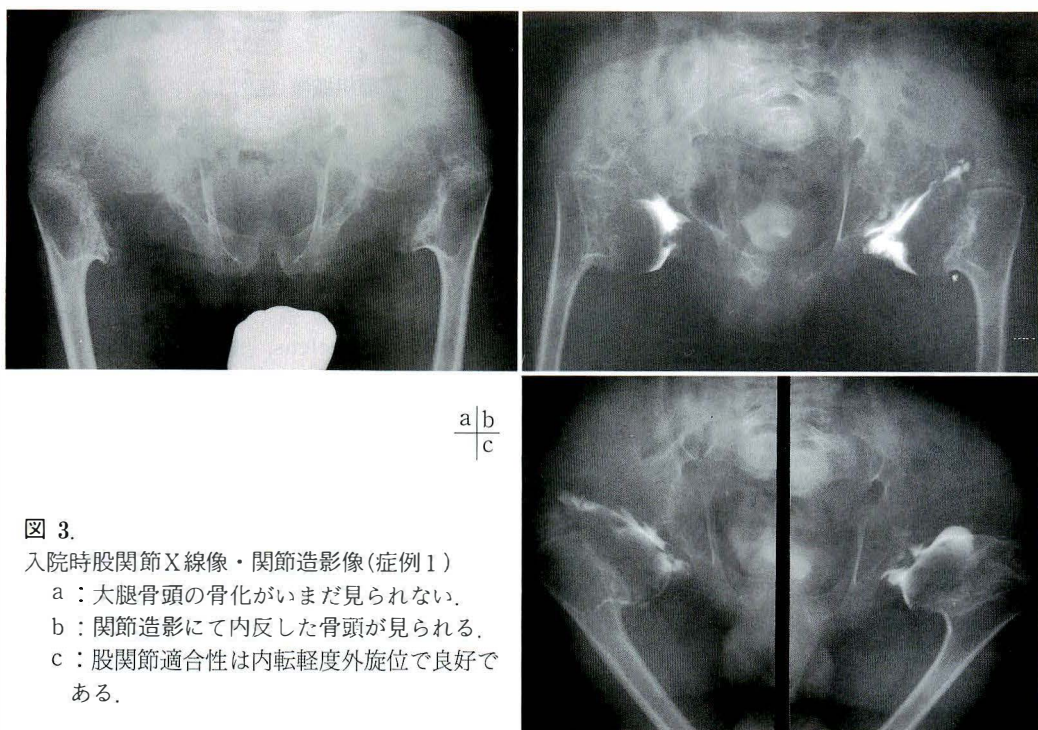 a b
c
図 3.
入院時股関節X線像・関節造影像(症例1)
a：大腿骨頭の骨化がいまだ見られない.
b：関節造影にて内反した骨頭が見られる.
c：股関節適合性は内転軽度外旋位で良好で
ある.